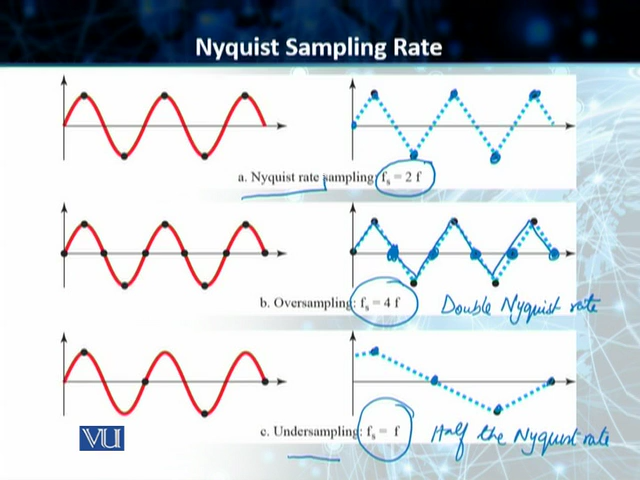 Nyquist Sampling Rate
a. Nyquist rate sampling: fs = 2 f
b. Oversampling: fs = 4 f
Double Nyquist rate
c. Undersampling: fs = f
Half the Nyquist rate
VU